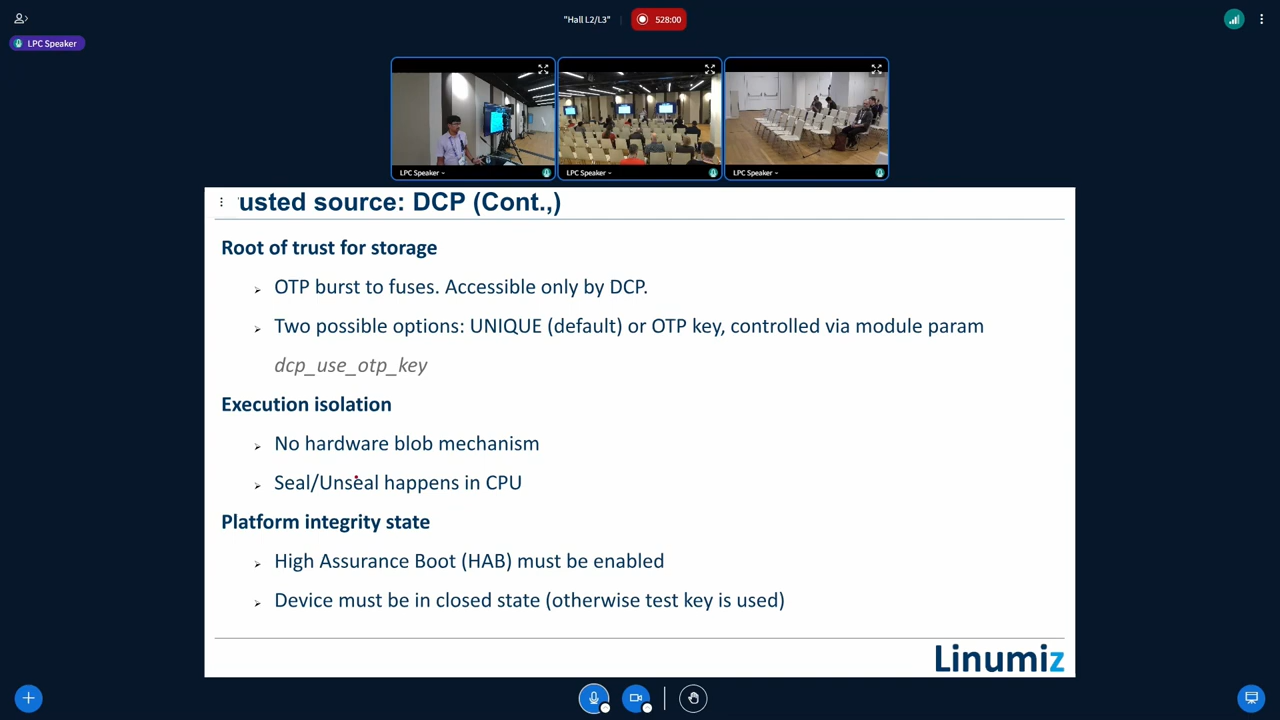 "Hall L2/L3"
528:00
LPC Speaker
LPC Speaker
LPC Speaker
LPC Speaker
usted source: DCP (Cont.,)
Root of trust for storage
OTP burst to fuses. Accessible only by DCP.
Two possible options: UNIQUE (default) or OTP key, controlled via module param
dcp_use_otp_key
Execution isolation
No hardware blob mechanism
Seal/Unseal happens in CPU
Platform integrity state
High Assurance Boot (HAB) must be enabled
Device must be in closed state (otherwise test key is used)
Linumiz